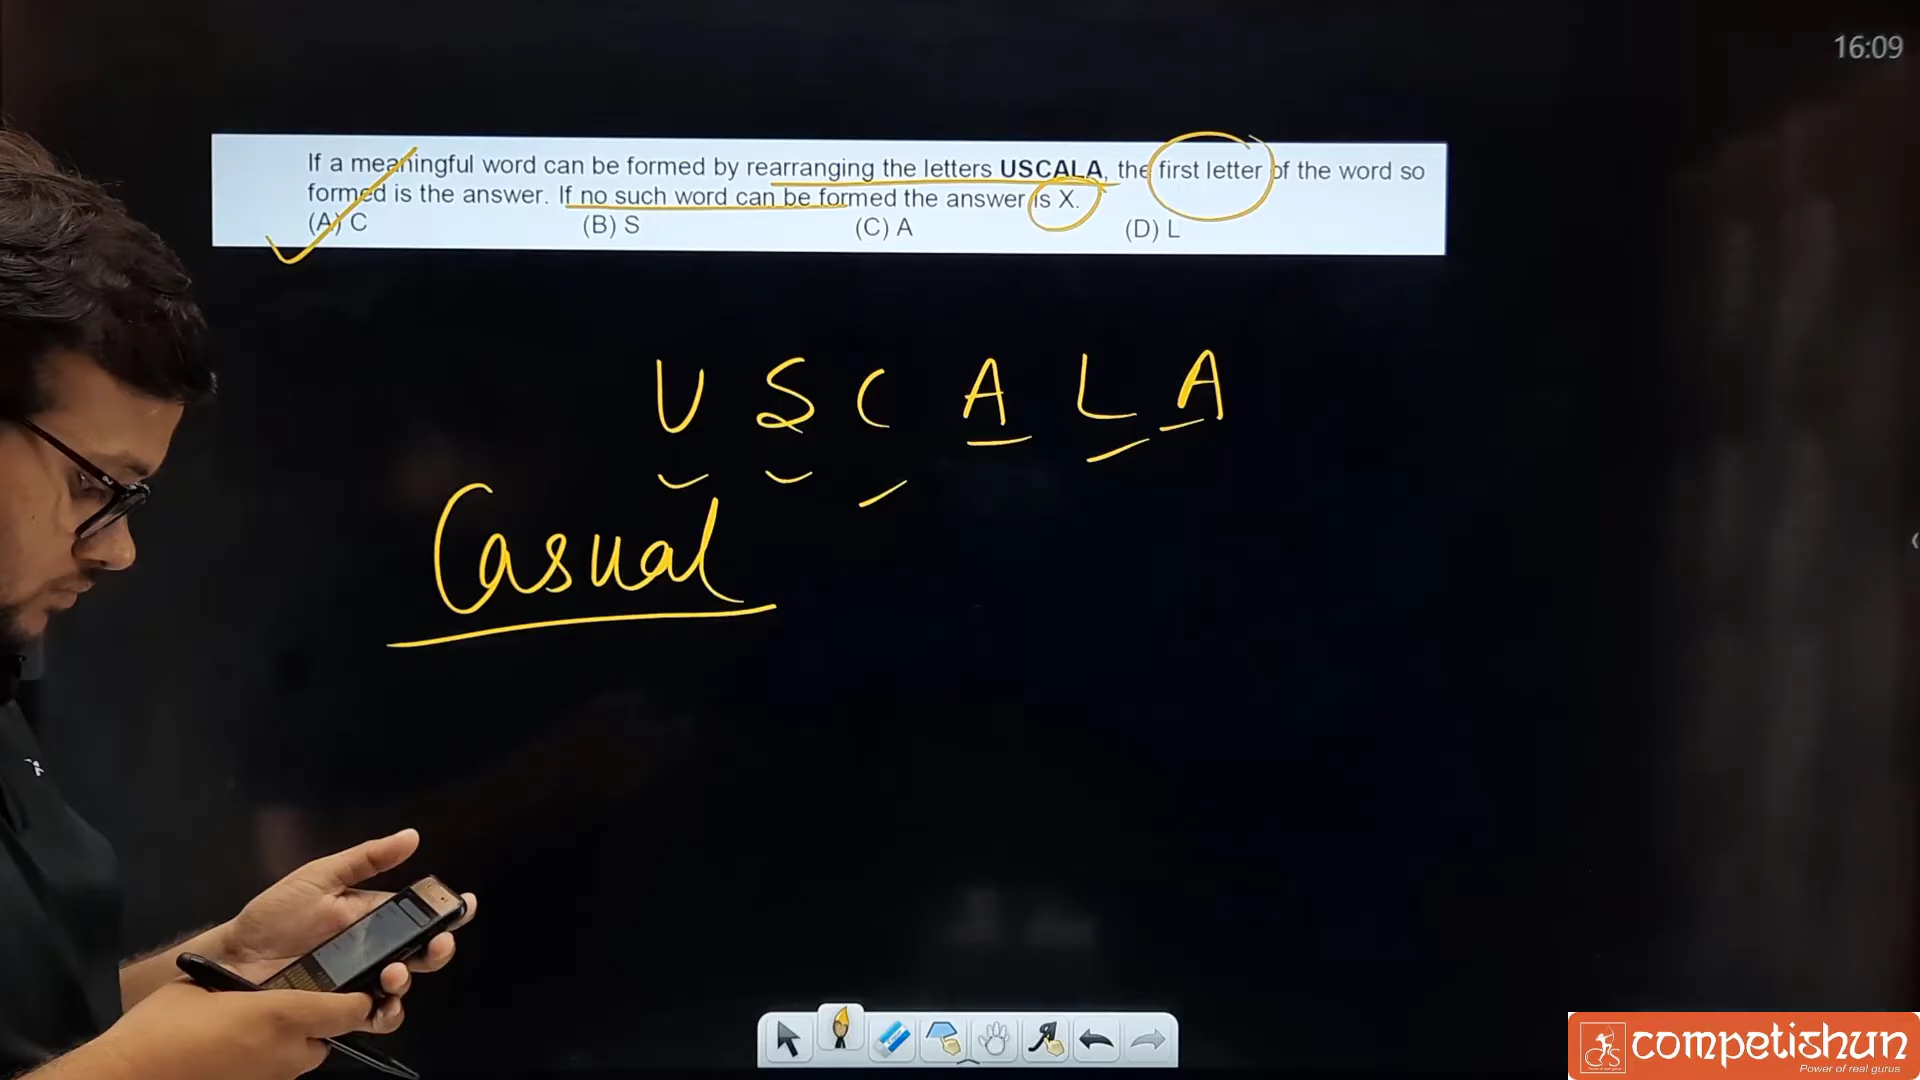 16:09
If a meaningful word can be formed by rearranging the letters USCALA, the first letter of the word so
formed is the answer. If no such word can be formed the answer is X.
(A) C (B) S (C) A (D) L
U S C A L A
Casual
competishun
Power of real gurus